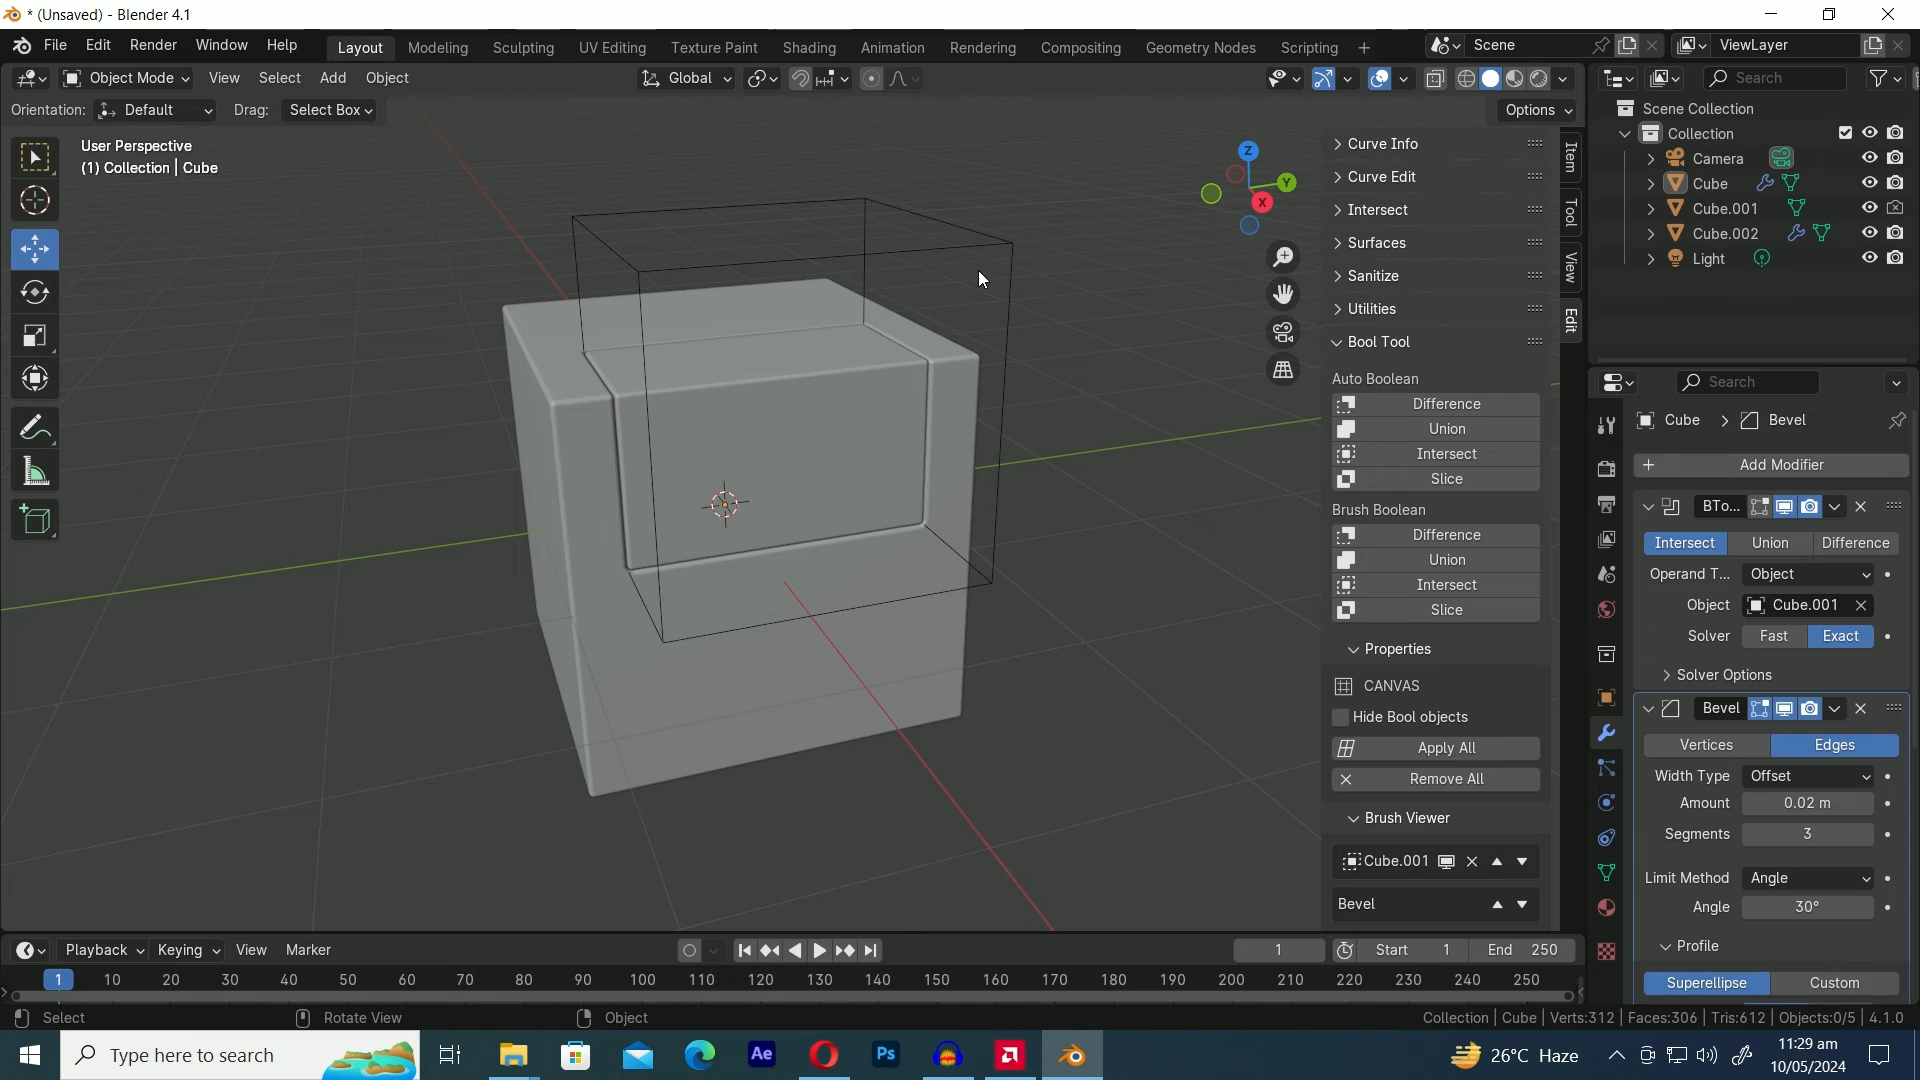 * (Unsaved) - Blender 4.1
File Edit Render Window Help Layout Modeling Sculpting UV Editing Texture Paint Shading Animation Rendering Compositing Geometry Nodes Scripting + Scene ViewLayer
Object Mode View Select Add Object Global Search
Orientation: Default Drag: Select Box Options
User Perspective
(1) Collection | Cube
Z
Y
X
Curve Info
Curve Edit
Intersect
Surfaces
Sanitize
Utilities
Bool Tool
Auto Boolean
Difference
Union
Intersect
Slice
Brush Boolean
Difference
Union
Intersect
Slice
Properties
CANVAS
Hide Bool objects
Apply All
Remove All
Brush Viewer
Cube.001
Bevel
Item
Tool
View
Edit
Scene Collection
Collection
Camera
Cube
Cube.001
Cube.002
Light
Search
Cube > Bevel
+ Add Modifier
BTo...
Intersect Union Difference
Operand T... Object
Object Cube.001
Solver Fast Exact
Solver Options
Bevel
Vertices Edges
Width Type Offset
Amount 0.02 m
Segments 3
Limit Method Angle
Angle 30°
Profile
Superellipse Custom
Playback Keying View Marker 1 Start 1 End 250
1 10 20 30 40 50 60 70 80 90 100 110 120 130 140 150 160 170 180 190 200 210 220 230 240 250
Select Rotate View Object Collection | Cube | Verts:312 | Faces:306 | Tris:612 | Objects:0/5 | 4.1.0
Type here to search Ae Ps 26°C Haze 11:29 am
10/05/2024